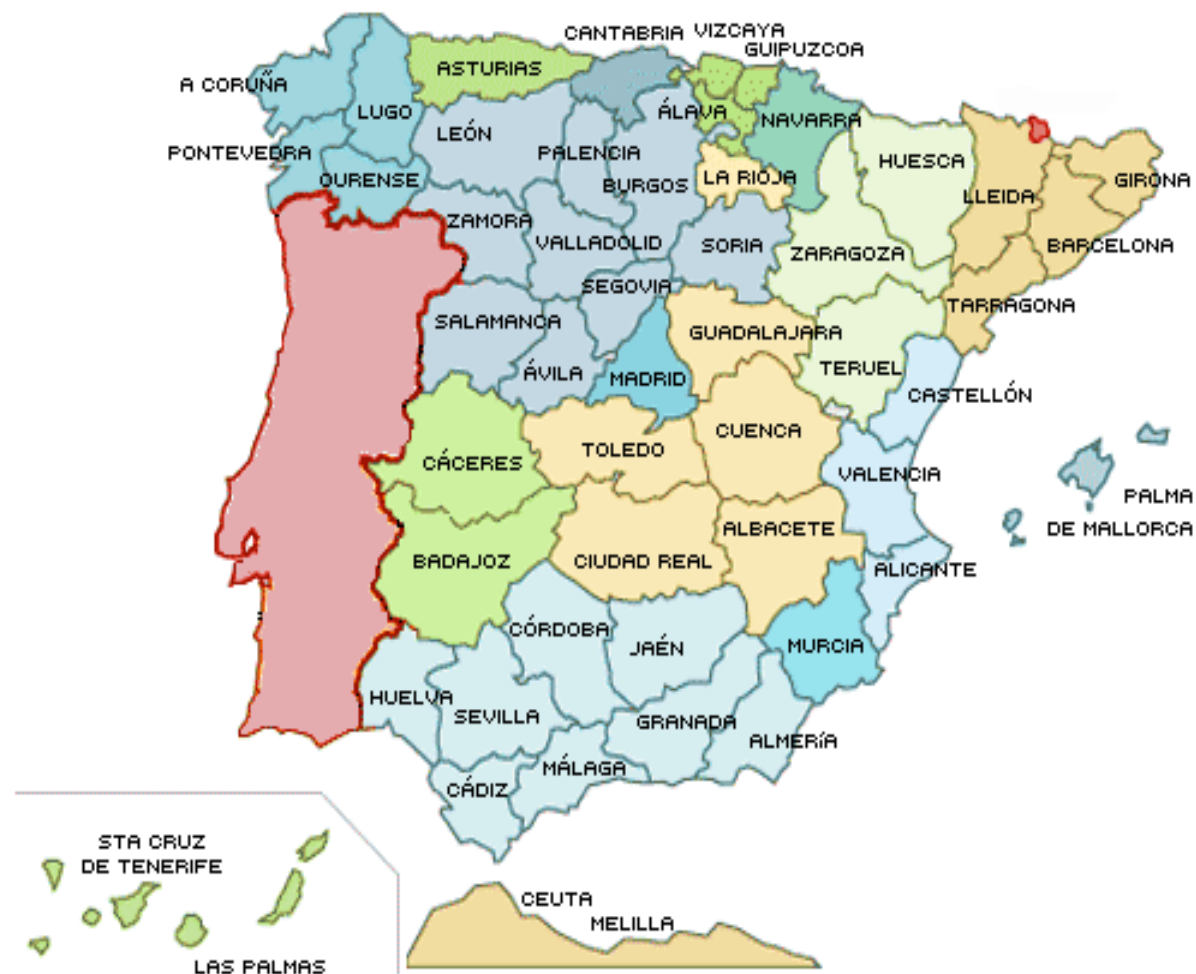 CANTABRIA
VIZCAYA
GUIPUZCOA
ASTURIAS
A CORUÑA
LUGO
LEÓN
ÁLAVA
NAVARRA
PONTEVEDRA
OURENSE
PALENCIA
BURGOS
LA RIOJA
HUESCA
LLEIDA
GIRONA
ZAMORA
VALLADOLID
SORIA
ZARAGOZA
BARCELONA
SEGOVIA
TARRAGONA
SALAMANCA
GUADALAJARA
ÁVILA
MADRID
TERUEL
CASTELLÓN
CÁCERES
TOLEDO
CUENCA
VALENCIA
PALMA
DE MALLORCA
BADAJOZ
CIUDAD REAL
ALBACETE
ALICANTE
CÓRDOBA
JAÉN
MURCIA
HUELVA
SEVILLA
GRANADA
ALMERíA
CÁDIZ
MÁLAGA
STA CRUZ
DE TENERIFE
LAS PALMAS
CEUTA
MELILLA